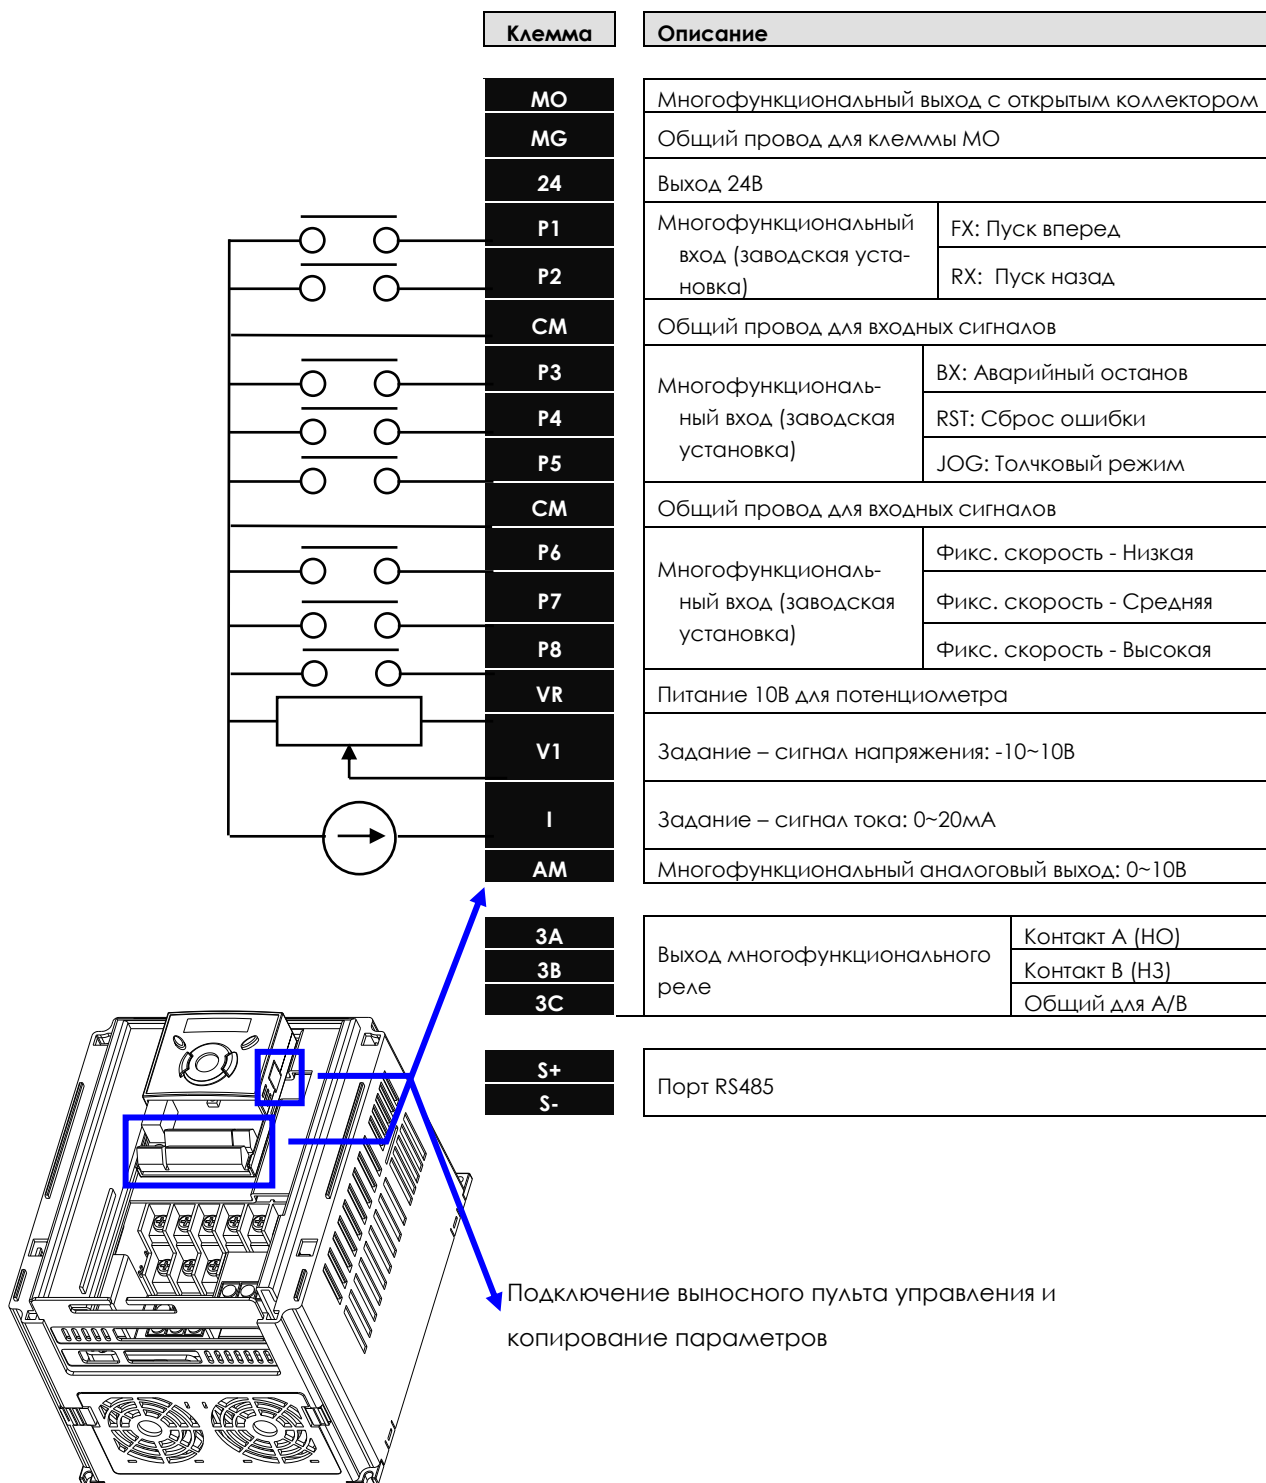 Клемма Описание
MO Многофункциональный выход с открытым коллектором
MG Общий провод для клеммы МО
24 Выход 24В
P1 Многофункциональный FX: Пуск вперед
вход (заводская уста-
P2 новка) RX: Пуск назад
CM Общий провод для входных сигналов
P3 BX: Аварийный останов
Многофункциональ-
P4 ный вход (заводская RST: Сброс ошибки
установка)
P5 JOG: Толчковый режим
CM Общий провод для входных сигналов
P6 Фикс. скорость - Низкая
Многофункциональ-
P7 ный вход (заводская Фикс. скорость - Средняя
установка)
P8 Фикс. скорость - Высокая
VR Питание 10В для потенциометра
V1 Задание – сигнал напряжения: -10~10В
I Задание – сигнал тока: 0~20мА
AM Многофункциональный аналоговый выход: 0~10В
3A Контакт А (НО)
Выход многофункционального
3B Контакт В (НЗ)
реле
3C Общий для А/В
S+
Порт RS485
S-
Подключение выносного пульта управления и
копирование параметров